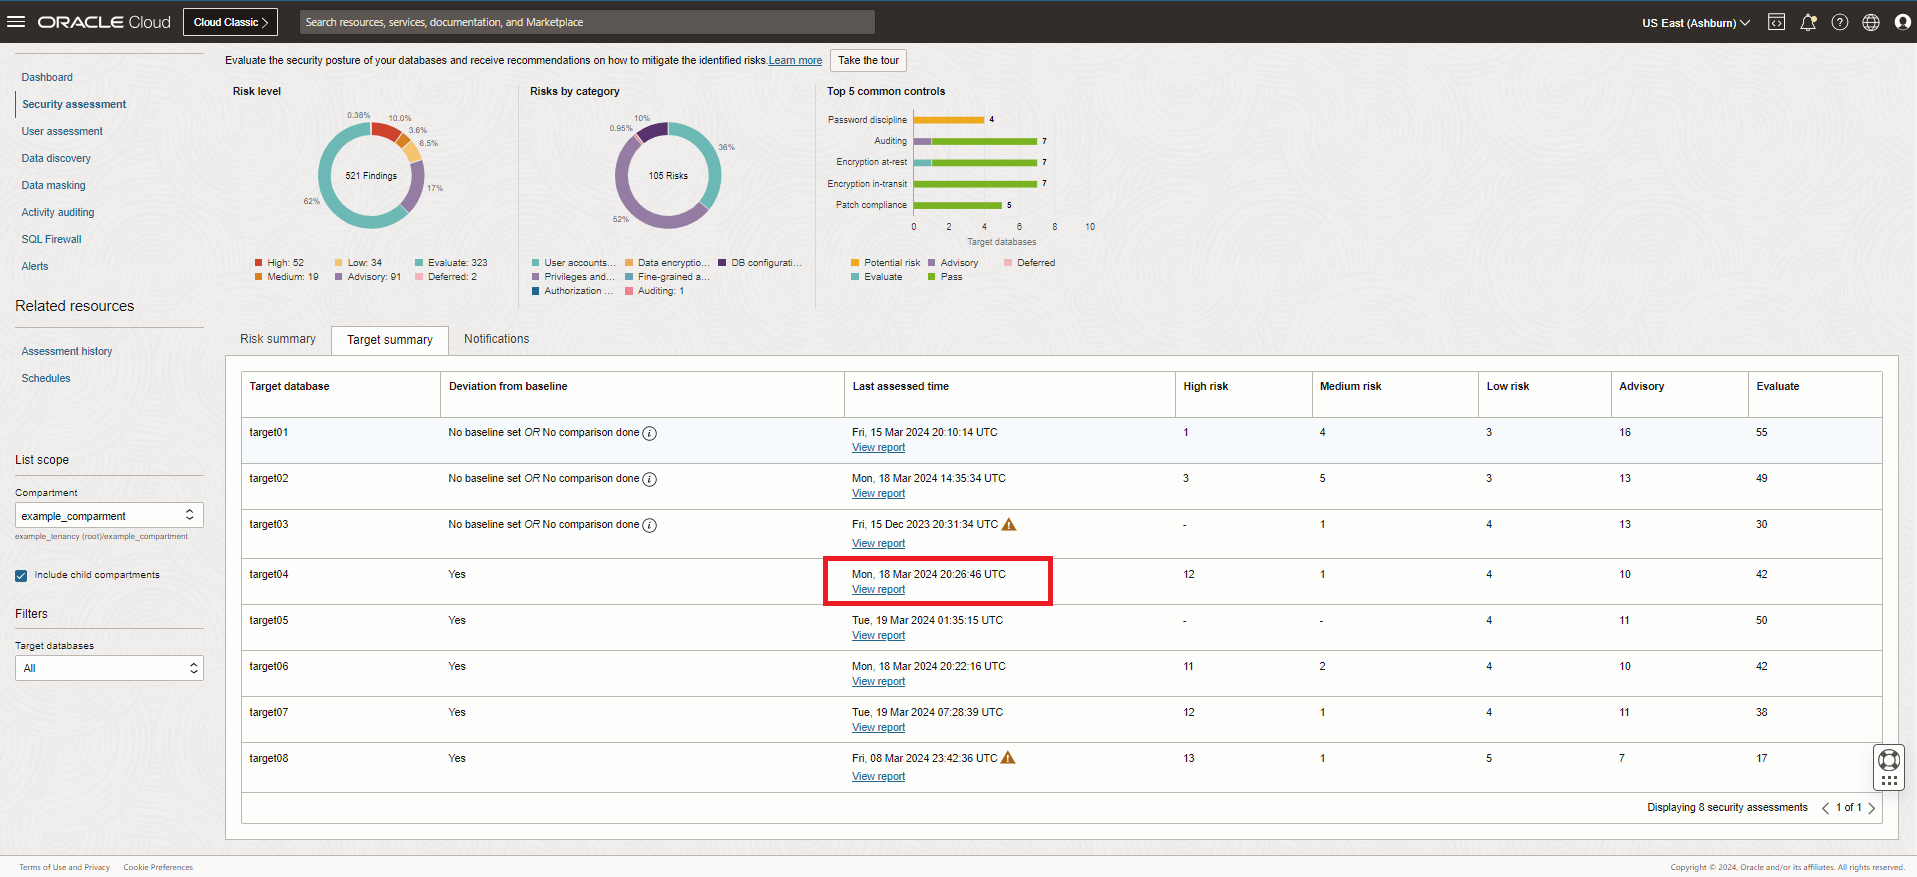 ORACLE Cloud
Cloud Classic >
Search resources, services, documentation, and Marketplace
US East (Ashburn)
Dashboard
Security assessment
User assessment
Data discovery
Data masking
Activity auditing
SQL Firewall
Alerts
Related resources
Assessment history
Schedules
List scope
Compartment
example_comparment
example_tenancy (root)/example_compartment
Include child compartments
Filters
Target databases
All
Evaluate the security posture of your databases and receive recommendations on how to mitigate the identified risks. Learn more
Take the tour
Risk level
0.38%
10.0%
3.6%
6.5%
17%
62%
521 Findings
High: 52
Low: 34
Evaluate: 323
Medium: 19
Advisory: 91
Deferred: 2
Risks by category
10%
0.95%
36%
52%
105 Risks
User accounts...
Data encryptio...
DB configurati...
Privileges and...
Fine-grained a...
Authorization ...
Auditing: 1
Top 5 common controls
Password discipline 4
Auditing 7
Encryption at-rest 7
Encryption in-transit 7
Patch compliance 5
0 2 4 6 8 10
Target databases
Potential risk
Advisory
Deferred
Evaluate
Pass
Risk summary
Target summary
Notifications
Target database Deviation from baseline Last assessed time High risk Medium risk Low risk Advisory Evaluate
target01 No baseline set OR No comparison done i Fri, 15 Mar 2024 20:10:14 UTC 1 4 3 16 55
View report
target02 No baseline set OR No comparison done i Mon, 18 Mar 2024 14:35:34 UTC 3 5 3 13 49
View report
target03 No baseline set OR No comparison done i Fri, 15 Dec 2023 20:31:34 UTC - 1 4 13 30
View report
target04 Yes Mon, 18 Mar 2024 20:26:46 UTC 12 1 4 10 42
View report
target05 Yes Tue, 19 Mar 2024 01:35:15 UTC - - 4 11 50
View report
target06 Yes Mon, 18 Mar 2024 20:22:16 UTC 11 2 4 10 42
View report
target07 Yes Tue, 19 Mar 2024 07:28:39 UTC 12 1 4 11 38
View report
target08 Yes Fri, 08 Mar 2024 23:42:36 UTC 13 1 5 7 17
View report
Displaying 8 security assessments < 1 of 1 >
Terms of Use and Privacy Cookie Preferences
Copyright © 2024, Oracle and/or its affiliates. All rights reserved.